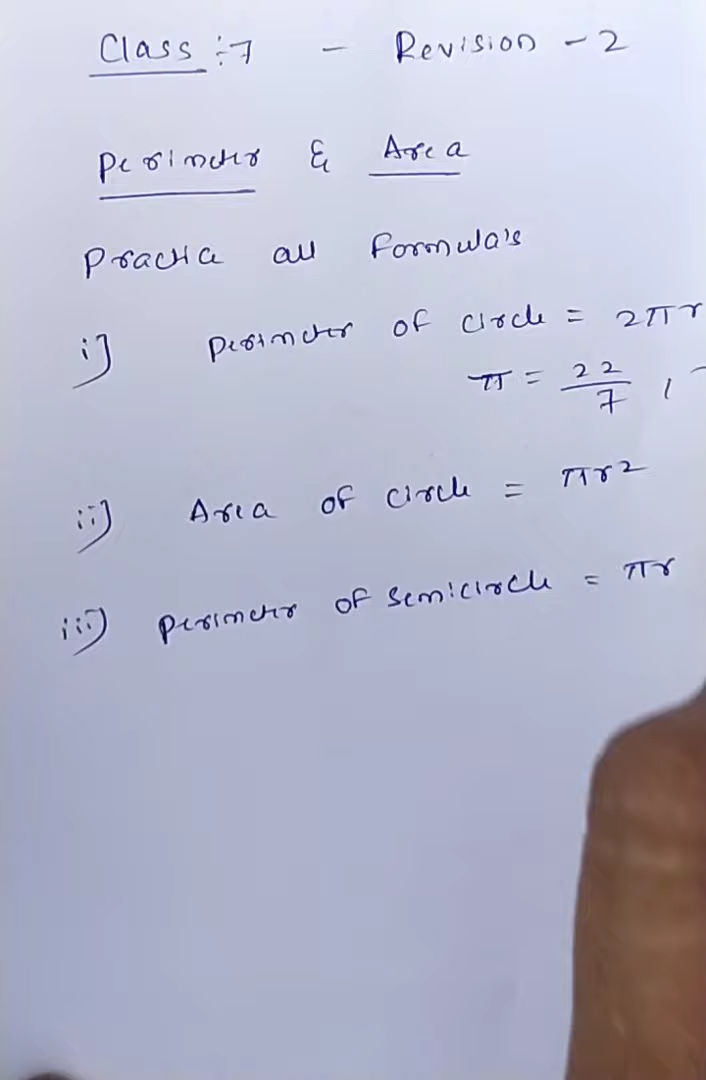 Class :- 7 - Revision - 2
Perimeter & Area
Practice all formula's
i) Perimeter of circle = 2πr
π = 22/7 ,
ii) Area of circle = πr²
iii) Perimeter of semicircle = πr